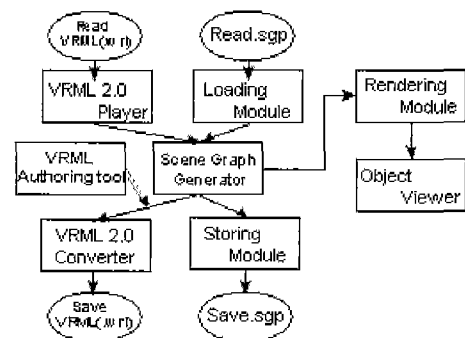 Read
VRML(.wrl)
Read.sgp
VRML 2.0
Player
Loading
Module
Rendering
Module
VRML
Authoring tool
Scene Graph
Generator
Object
Viewer
VRML 2.0
Converter
Storing
Module
Save
VRML(.wrl)
Save.sgp